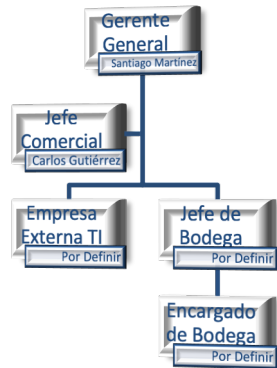 Gerente
General
Santiago Martínez
Jefe
Comercial
Carlos Gutiérrez
Empresa
Externa TI
Por Definir
Jefe de
Bodega
Por Definir
Encargado
de Bodega
Por Definir